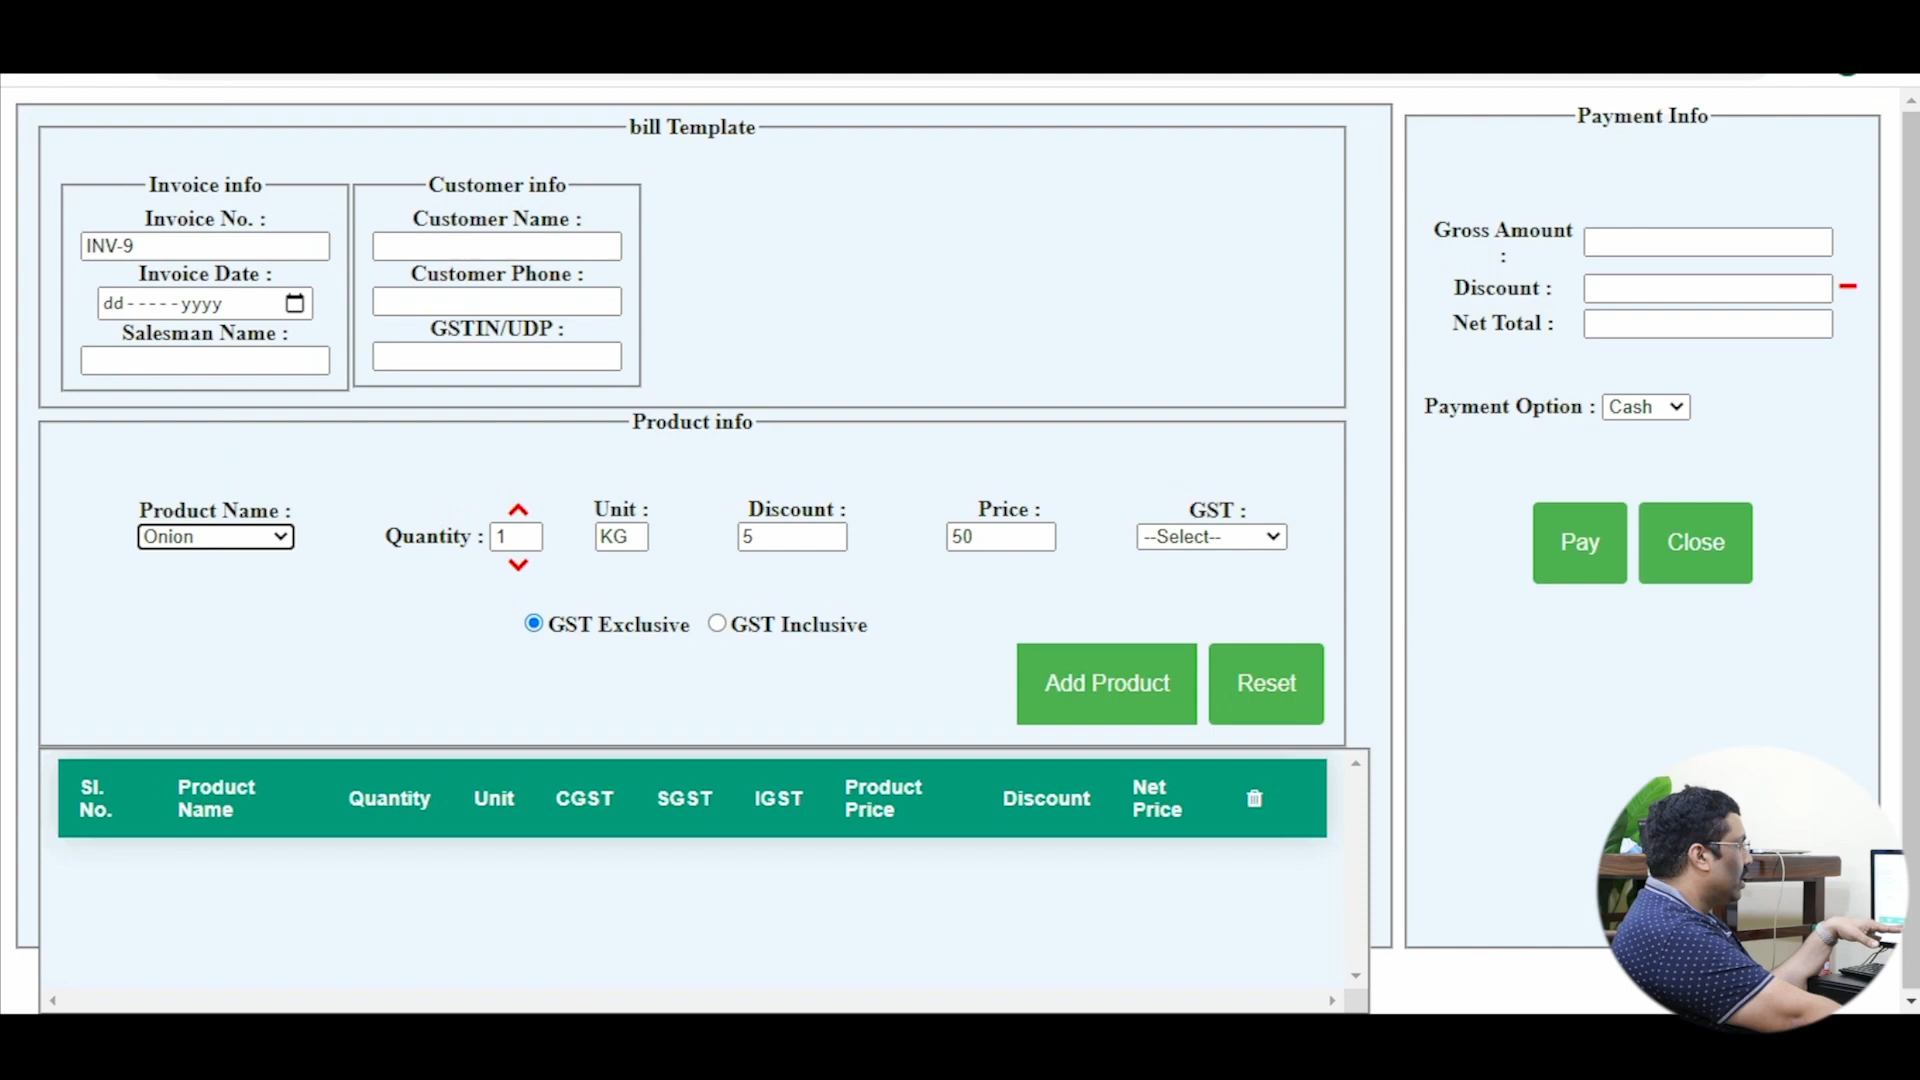 bill Template
Payment Info
Invoice info
Customer info
Invoice No. :
Customer Name :
INV-9
Invoice Date :
Customer Phone :
dd-----yyyy
Salesman Name :
GSTIN/UDP :
Gross Amount
:
Discount :
Net Total :
Payment Option : Cash
Pay
Close
Product info
Product Name :
Onion
Quantity : 1
Unit :
KG
Discount :
5
Price :
50
GST :
--Select--
GST Exclusive
GST Inclusive
Add Product
Reset
Sl. No.
Product Name
Quantity
Unit
CGST
SGST
IGST
Product Price
Discount
Net Price